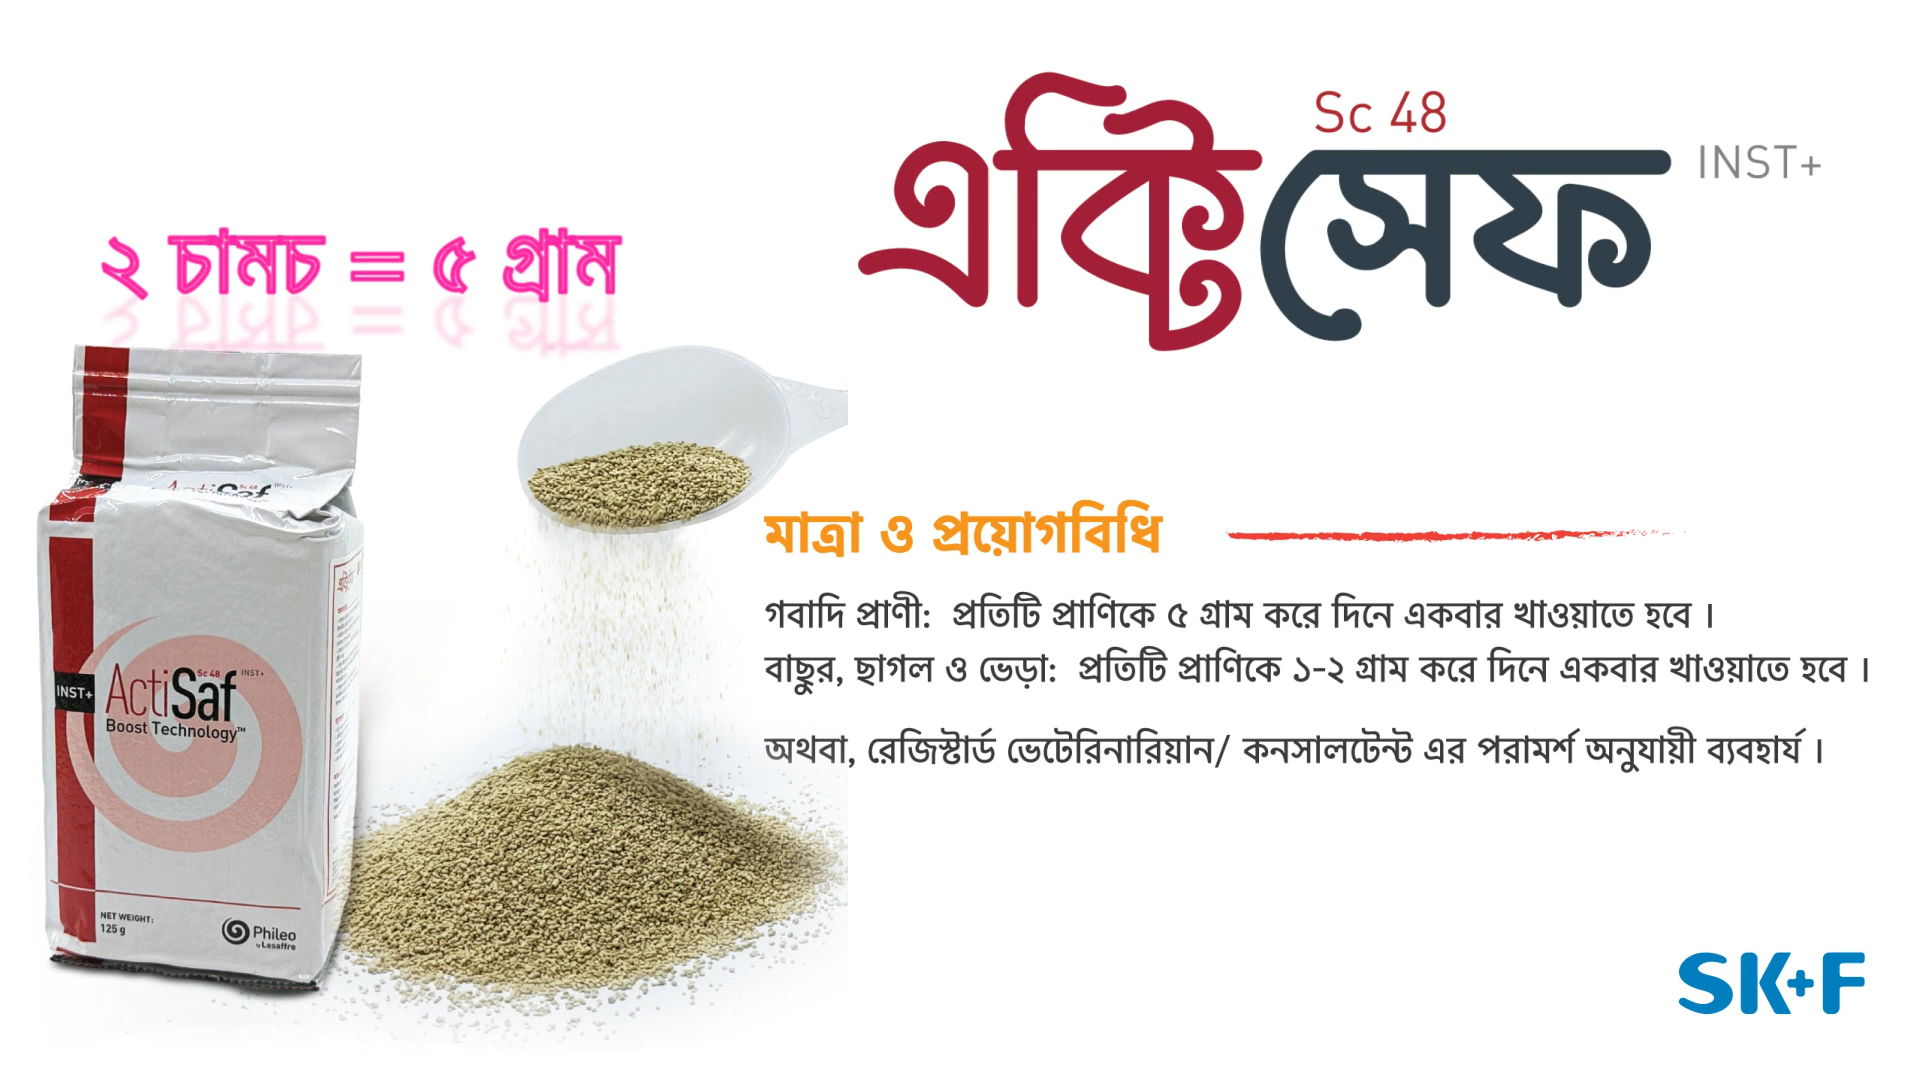 Sc 48
এক্টিসেফ INST+
২ চামচ = ৫ গ্রাম
মাত্রা ও প্রয়োগবিধি
গবাদি প্রাণী: প্রতিটি প্রাণিকে ৫ গ্রাম করে দিনে একবার খাওয়াতে হবে ।
বাছুর, ছাগল ও ভেড়া: প্রতিটি প্রাণিকে ১-২ গ্রাম করে দিনে একবার খাওয়াতে হবে ।
অথবা, রেজিস্টার্ড ভেটেরিনারিয়ান/ কনসালটেন্ট এর পরামর্শ অনুযায়ী ব্যবহার্য ।
ActiSaf
Sc 48 INST+
INST+ ActiSaf
Boost Technology™
NET WEIGHT:
125 g
Phileo
by Lesaffre
SK+F